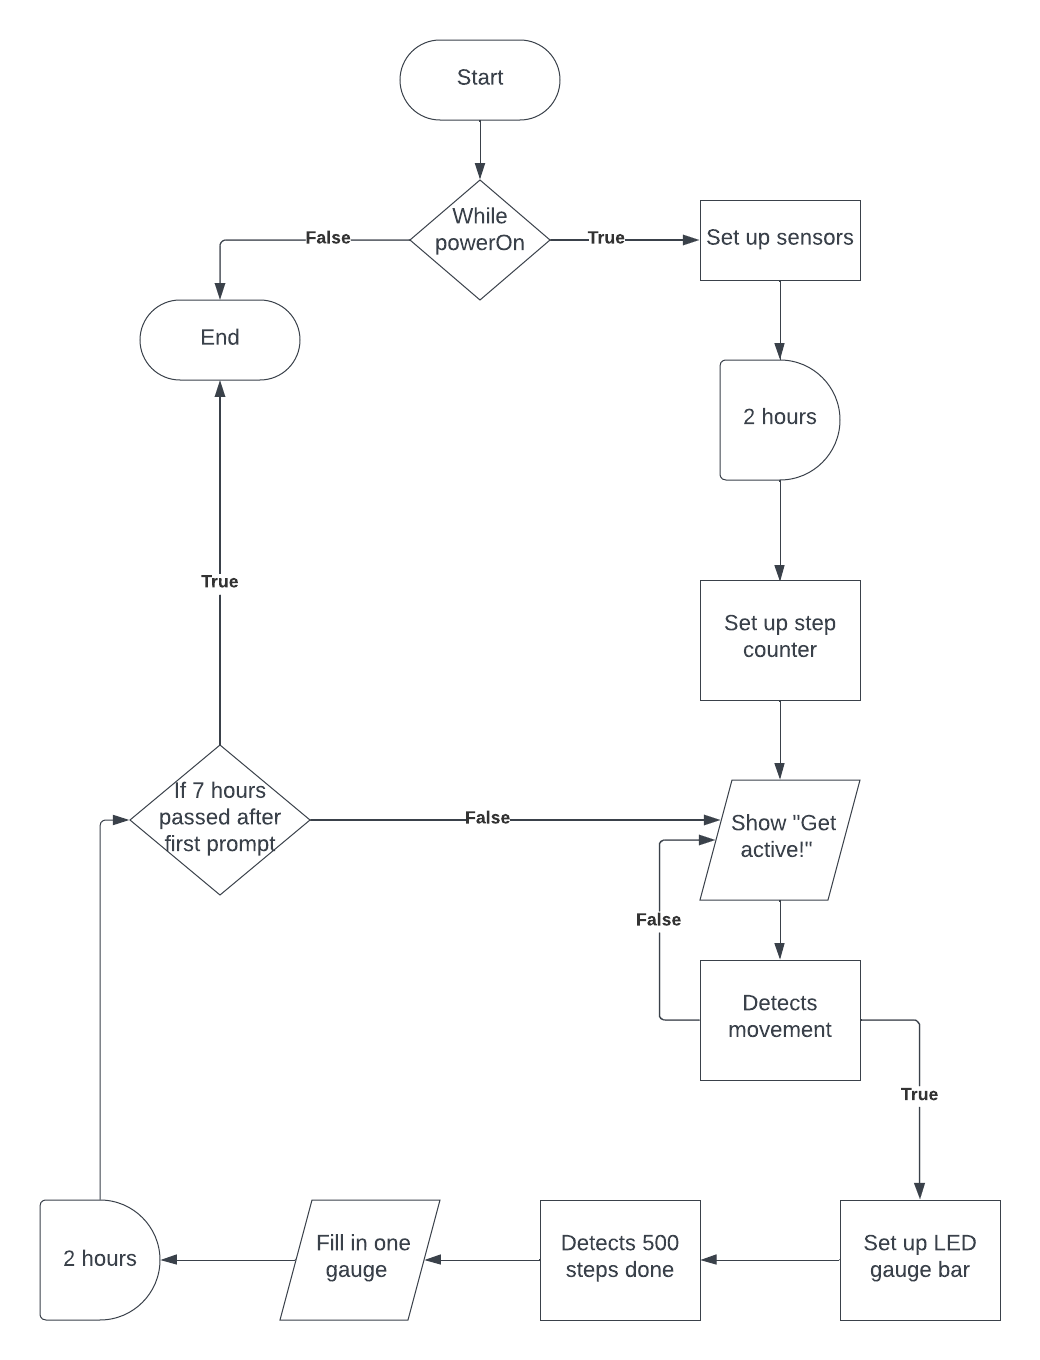 Start
While
powerOn
False
True
Set up sensors
End
2 hours
True
Set up step
counter
If 7 hours
passed after
first prompt
False
Show "Get
active!"
False
Detects
movement
True
Set up LED
gauge bar
Detects 500
steps done
Fill in one
gauge
2 hours